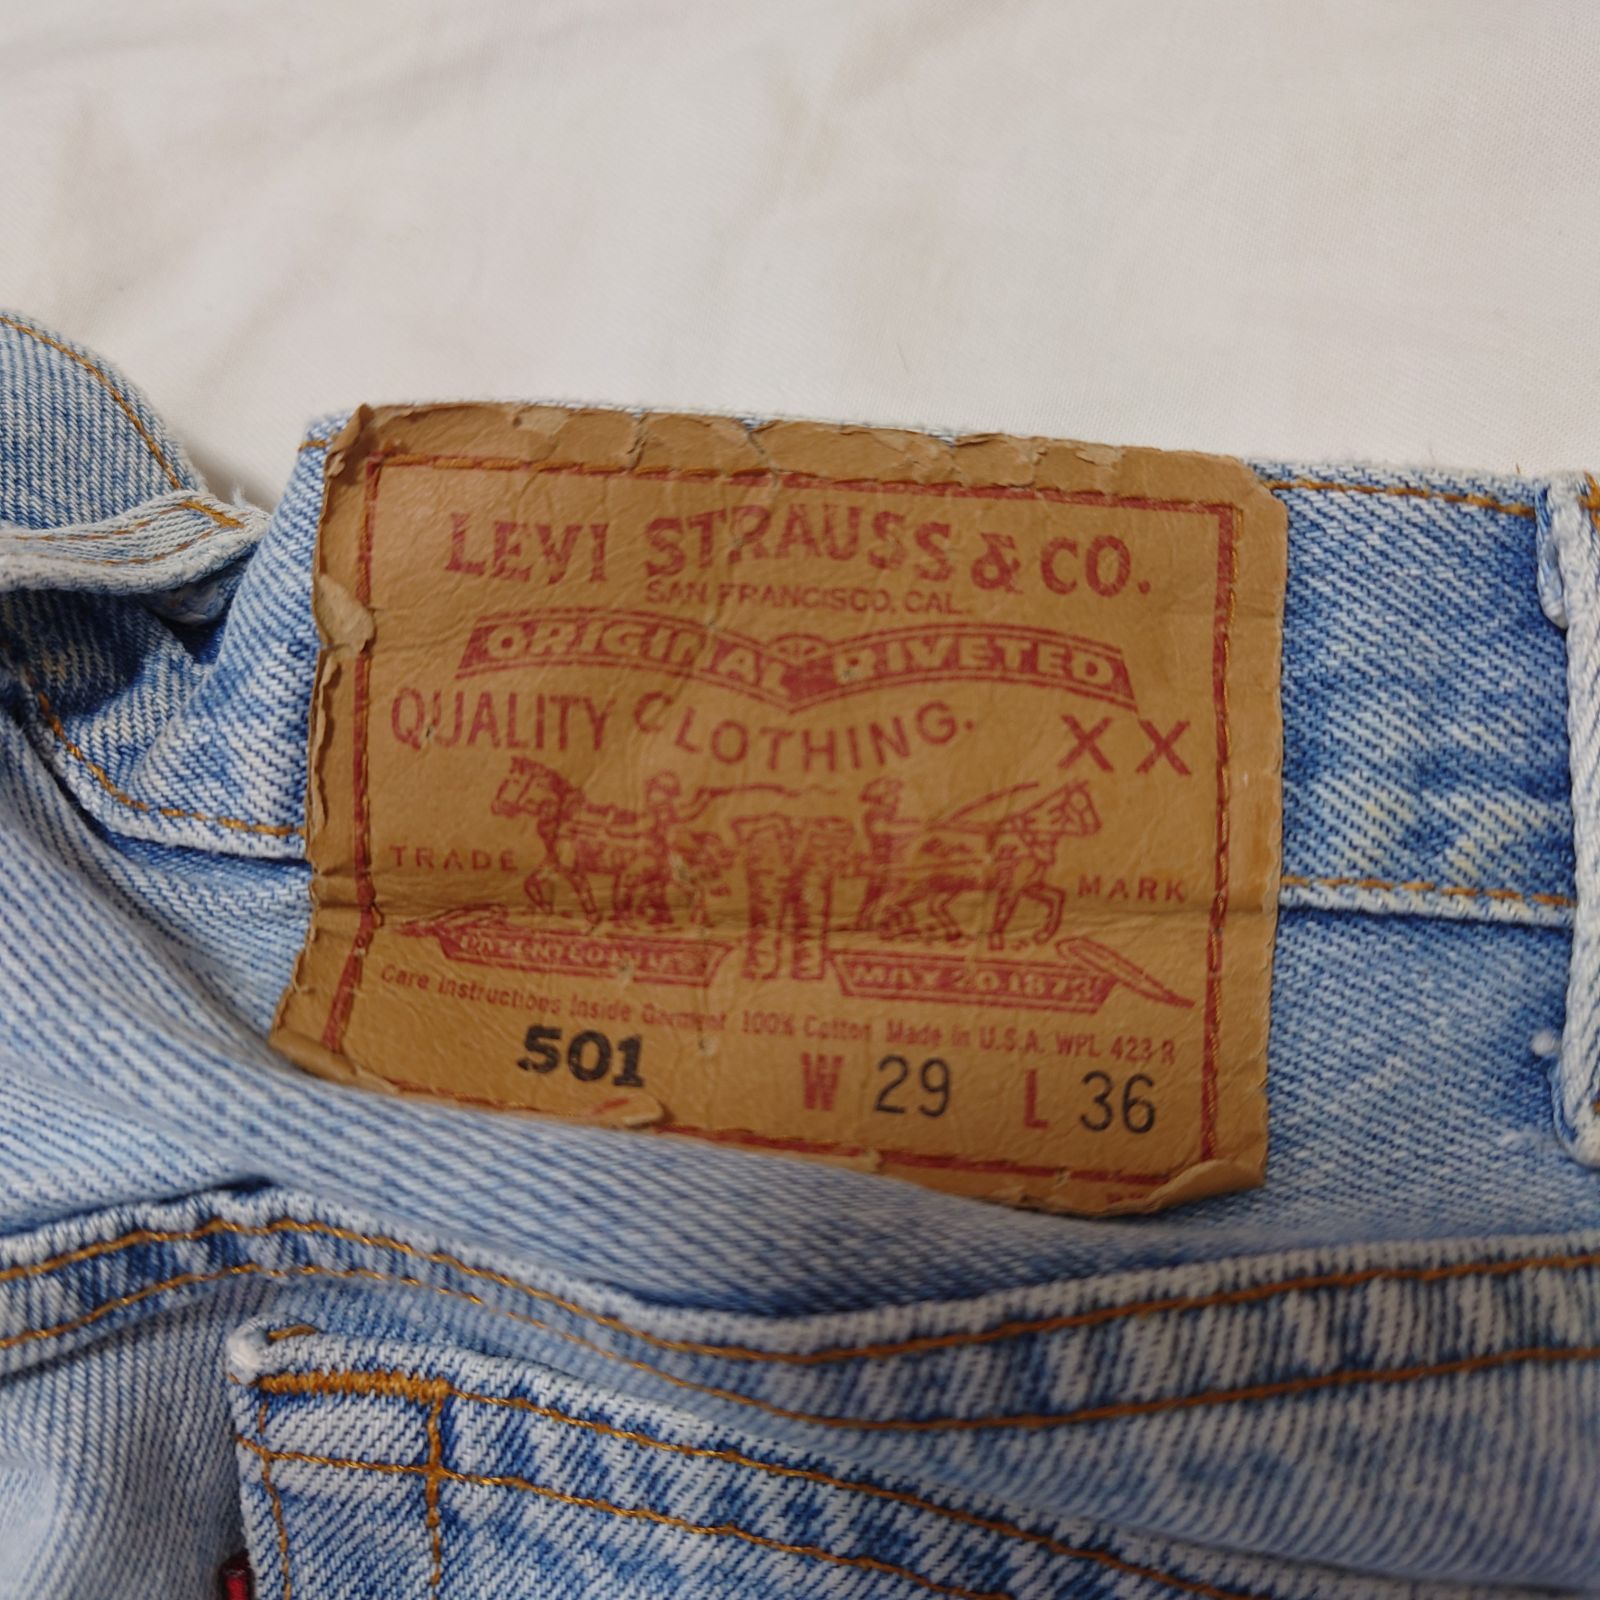 LEVI STRAUSS & CO.
SAN FRANCISCO, CAL.
ORIGINAL RIVETED
QUALITY CLOTHING.
XX
TRADE MARK
MAY 20 1873
Care Instructions Inside Garment 100% Cotton Made in U.S.A. WPL 423 R
501 W 29 L 36